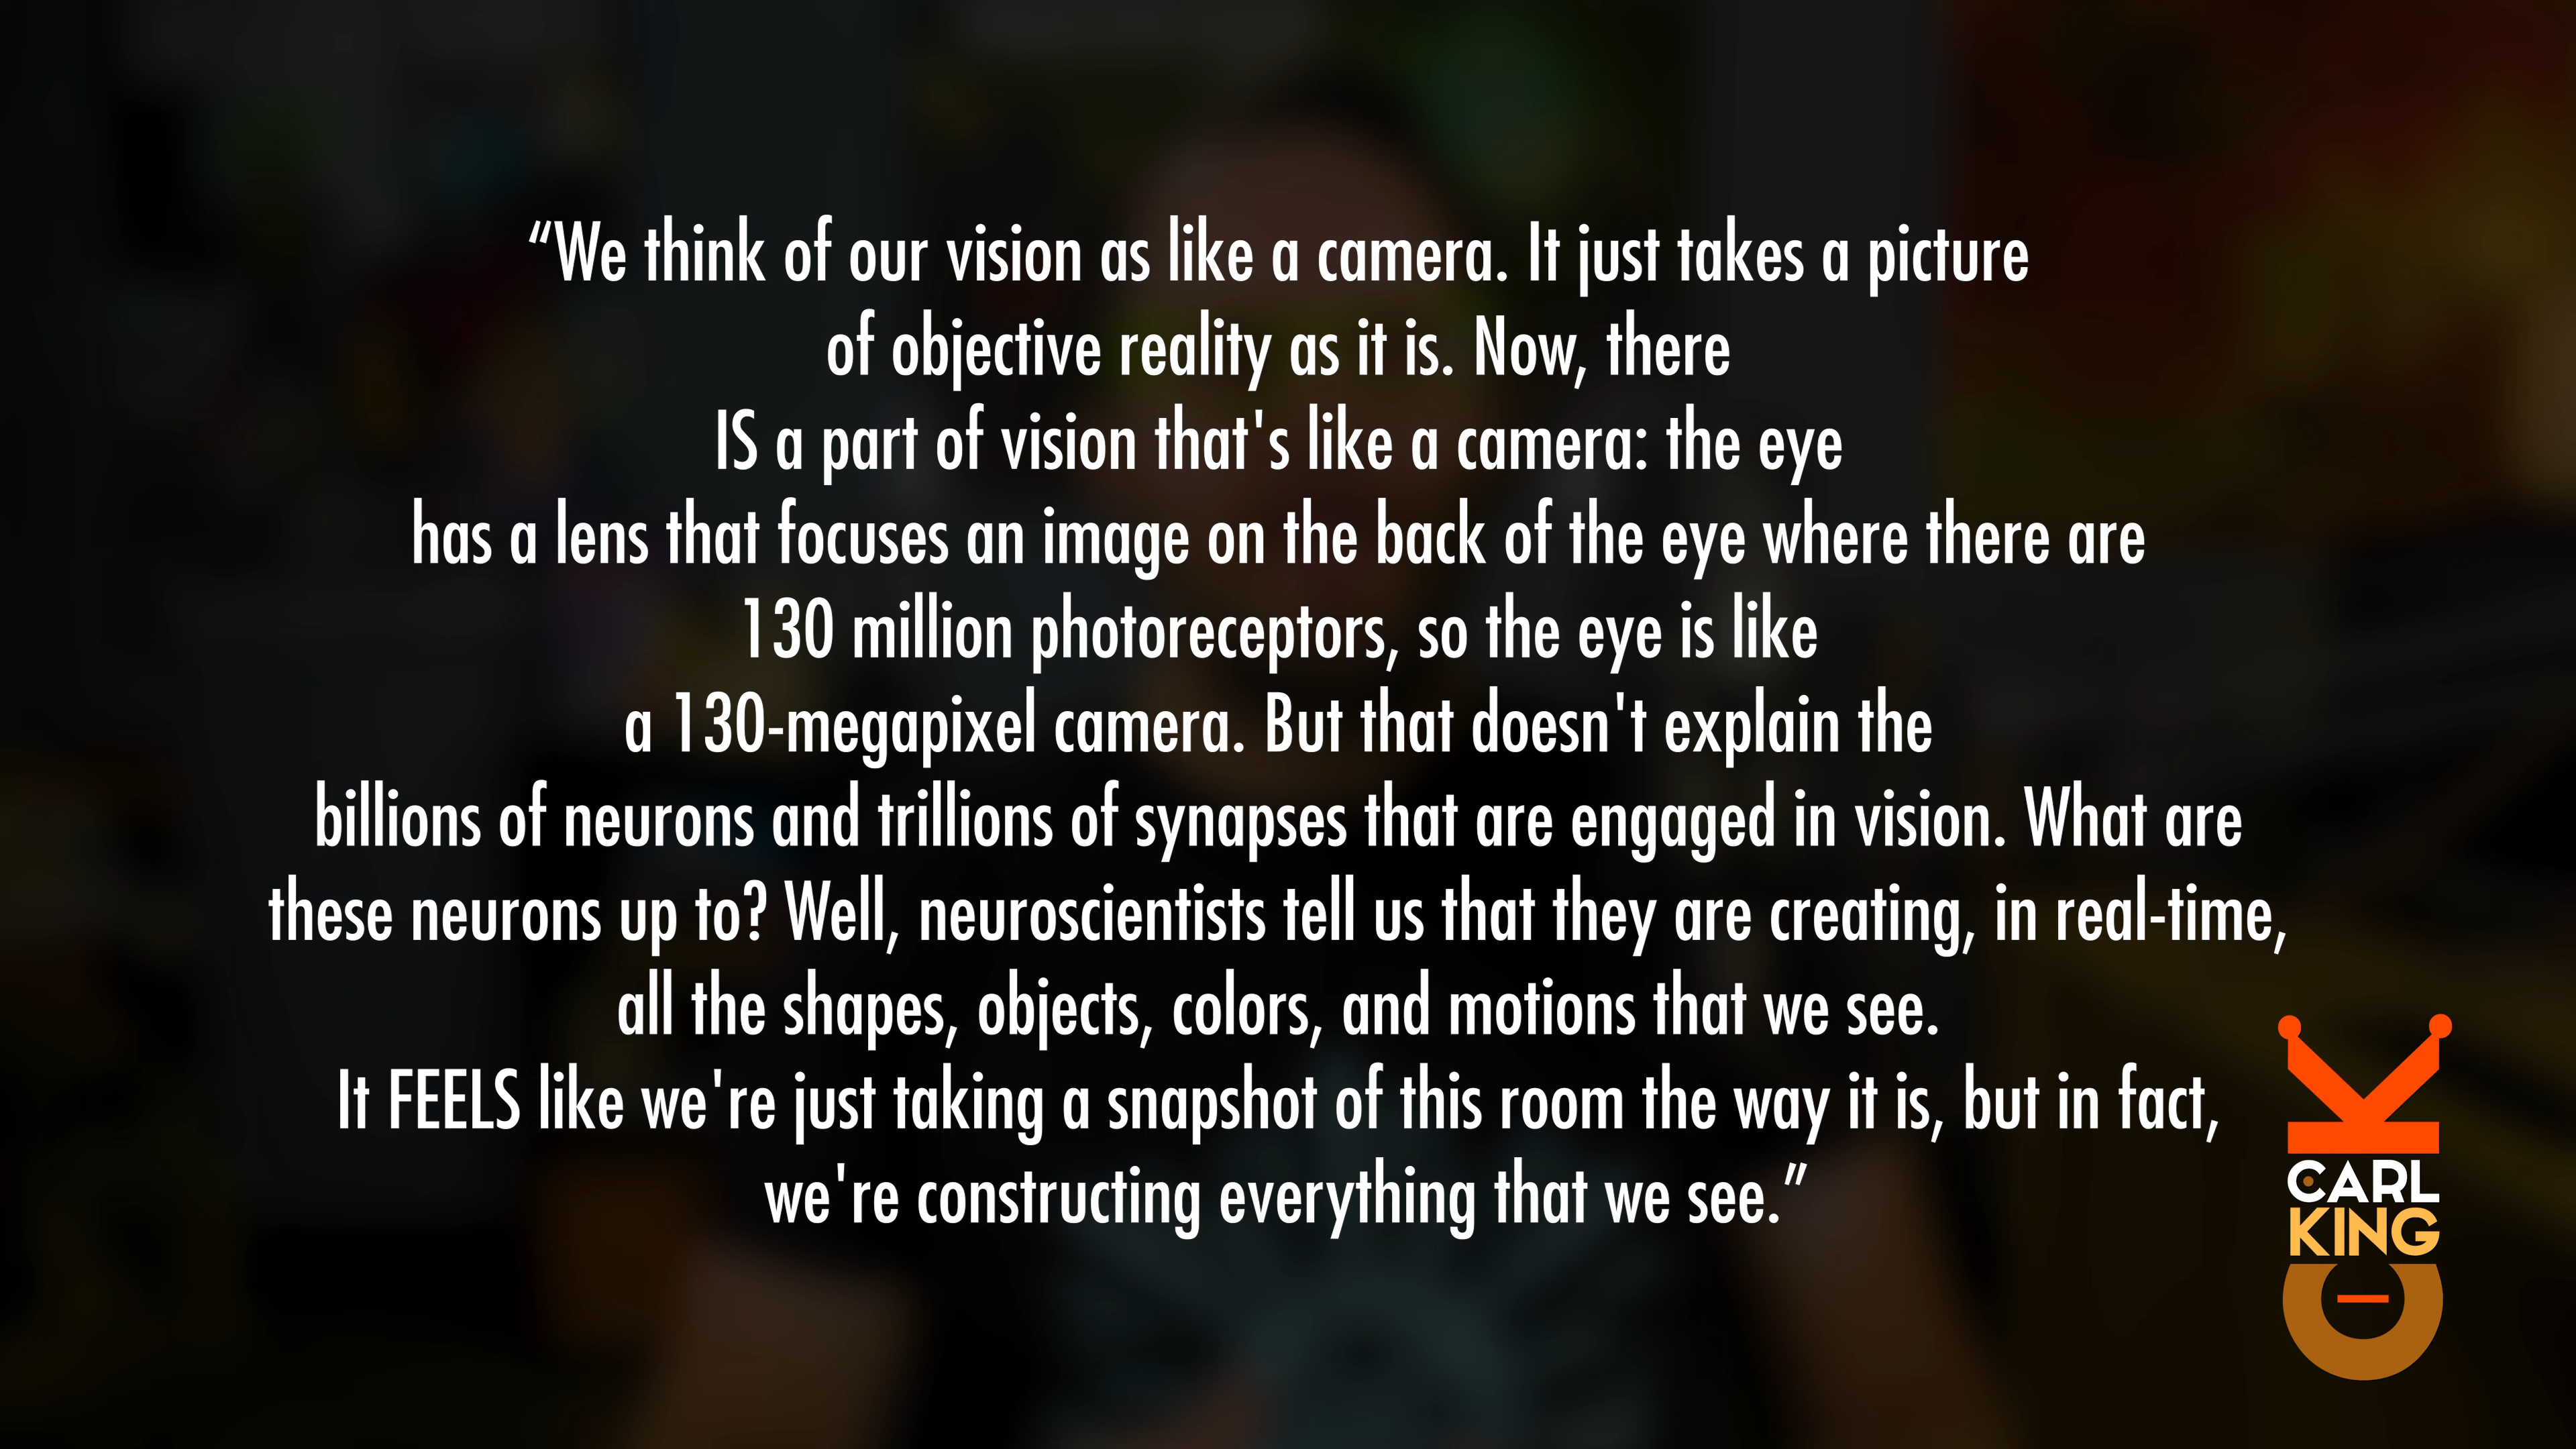 “We think of our vision as like a camera. It just takes a picture
of objective reality as it is. Now, there
IS a part of vision that's like a camera: the eye
has a lens that focuses an image on the back of the eye where there are
130 million photoreceptors, so the eye is like
a 130-megapixel camera. But that doesn't explain the
billions of neurons and trillions of synapses that are engaged in vision. What are
these neurons up to? Well, neuroscientists tell us that they are creating, in real-time,
all the shapes, objects, colors, and motions that we see.
It FEELS like we're just taking a snapshot of this room the way it is, but in fact,
we're constructing everything that we see.”
CARL
KING